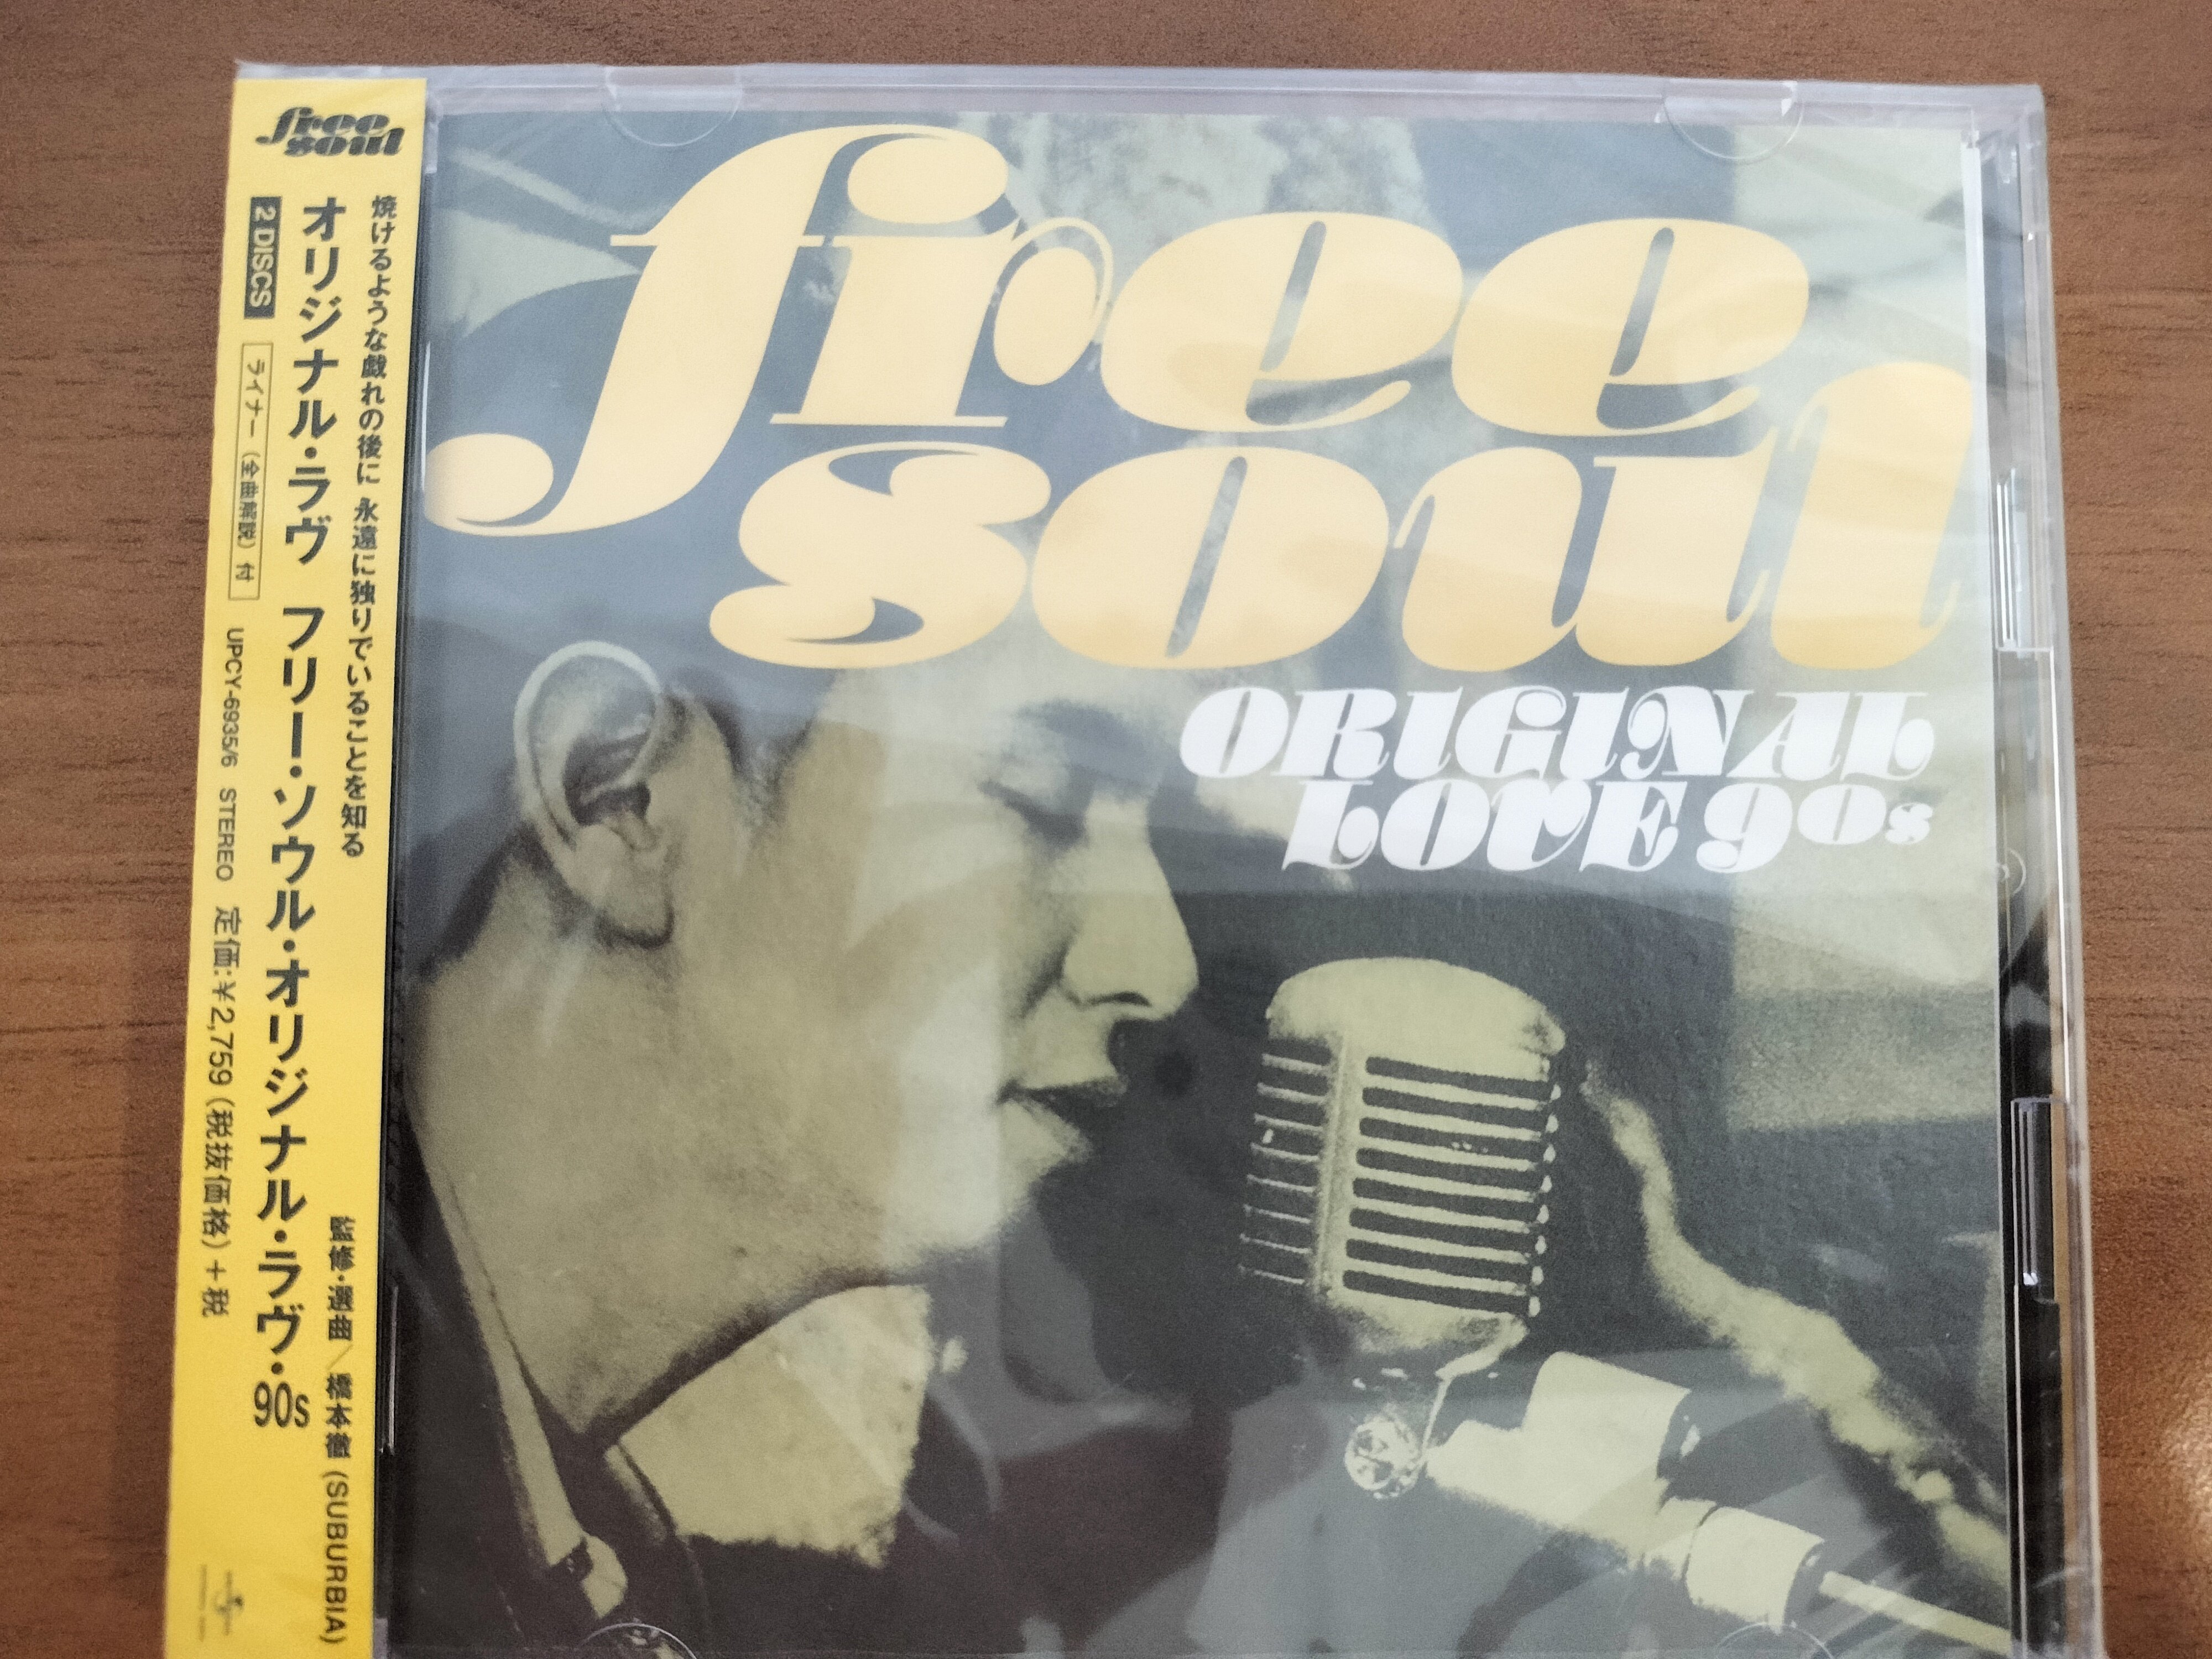 free
soul
焼けるような戯れの後に 永遠に独りでいることを知る
監修・選曲／橋本徹 (SUBURBIA)
オリジナル・ラヴ フリー・ソウル・オリジナル・ラヴ・90s
2 DISCS
ライナー（全曲解説）付
UPCY-6935/6 STEREO 定価:￥2,759（税抜価格）+税
free
soul
ORIGINAL
LOVE 90s